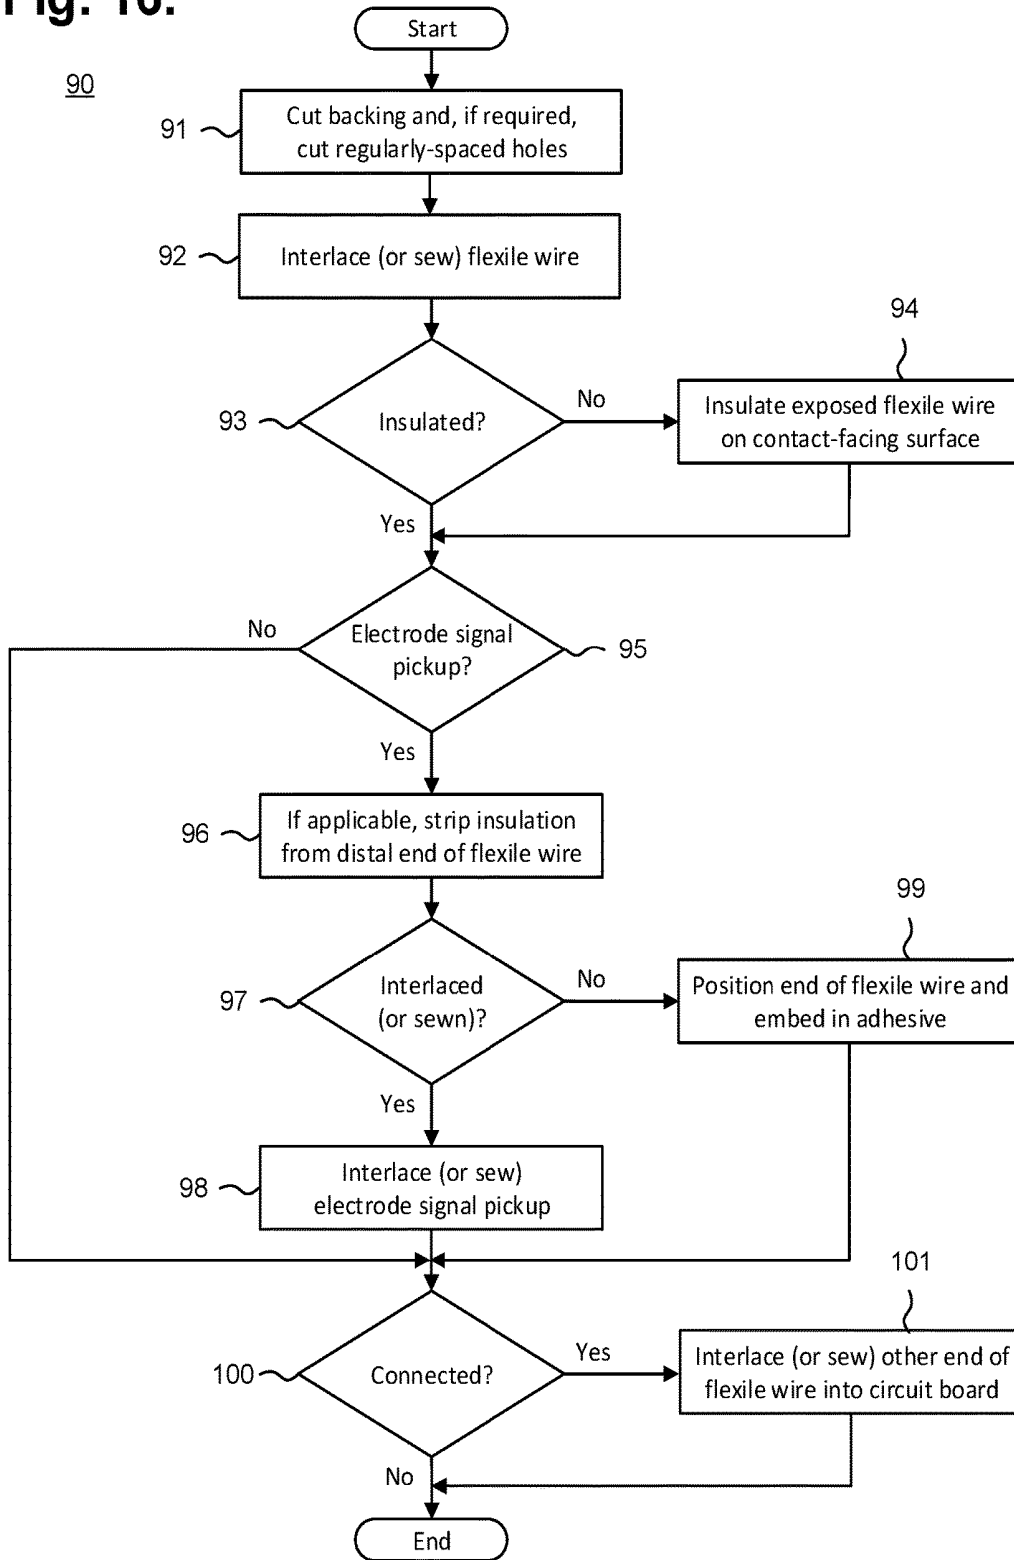 Fig. 16.
Start
90
91
Cut backing and, if required,
cut regularly-spaced holes
92
Interlace (or sew) flexile wire
94
93
Insulated?
No
Insulate exposed flexile wire
on contact-facing surface
Yes
No
Electrode signal
pickup?
95
Yes
96
If applicable, strip insulation
from distal end of flexile wire
99
97
Interlaced
(or sewn)?
No
Position end of flexile wire and
embed in adhesive
Yes
98
Interlace (or sew)
electrode signal pickup
101
100
Connected?
Yes
Interlace (or sew) other end of
flexile wire into circuit board
No
End